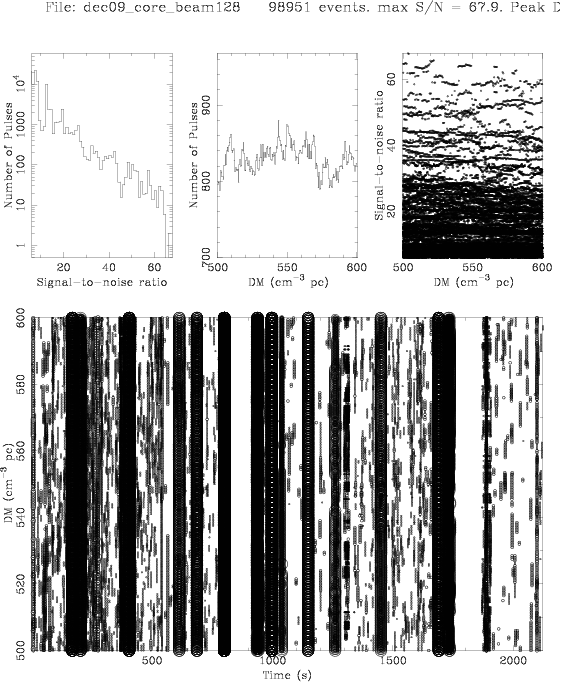 File: dec09_core_beam128 98951 events. max S/N = 67.9. Peak D
Number of Pulses
10⁴
1000
100
10
1
20 40 60
Signal-to-noise ratio
Number of Pulses
900
800
700
500 550 600
DM (cm⁻³ pc)
Signal-to-noise ratio
60
40
20
500 550 600
DM (cm⁻³ pc)
DM (cm⁻³ pc)
600
580
560
540
520
500
500 1000 1500 2000
Time (s)